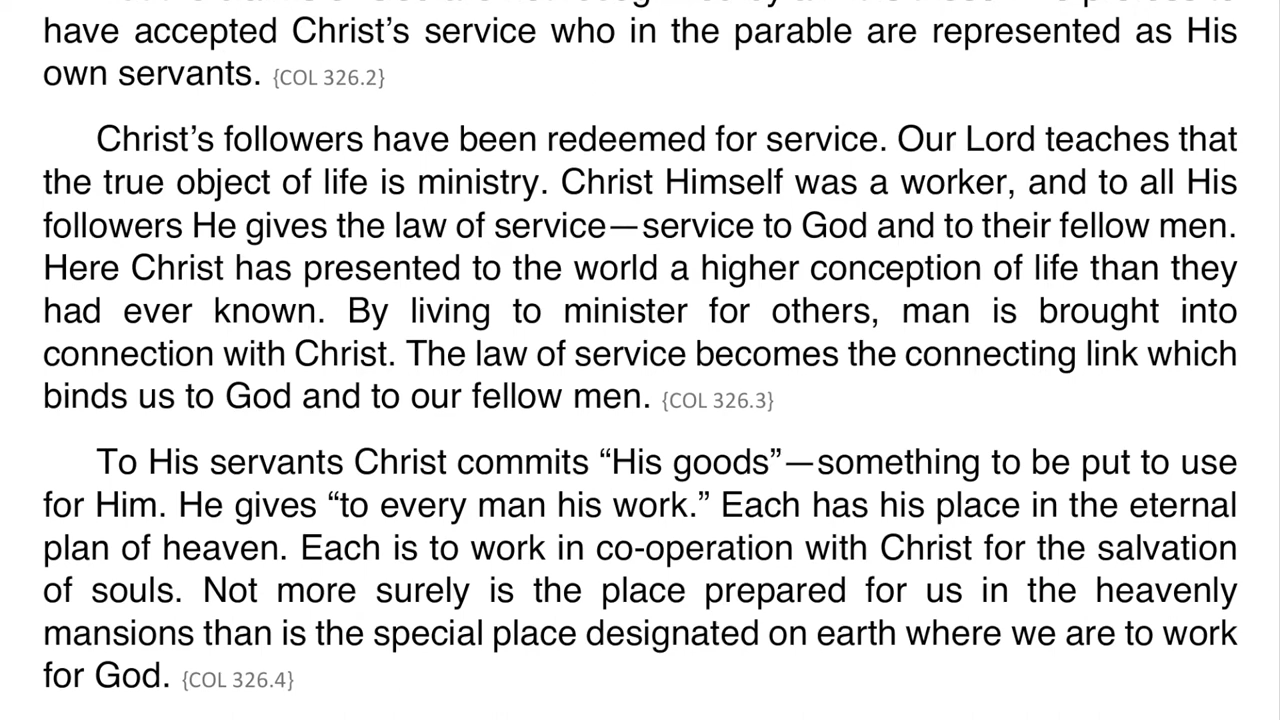 have accepted Christ’s service who in the parable are represented as His
own servants. {COL 326.2}
Christ’s followers have been redeemed for service. Our Lord teaches that
the true object of life is ministry. Christ Himself was a worker, and to all His
followers He gives the law of service—service to God and to their fellow men.
Here Christ has presented to the world a higher conception of life than they
had ever known. By living to minister for others, man is brought into
connection with Christ. The law of service becomes the connecting link which
binds us to God and to our fellow men. {COL 326.3}
To His servants Christ commits “His goods”—something to be put to use
for Him. He gives “to every man his work.” Each has his place in the eternal
plan of heaven. Each is to work in co-operation with Christ for the salvation
of souls. Not more surely is the place prepared for us in the heavenly
mansions than is the special place designated on earth where we are to work
for God. {COL 326.4}